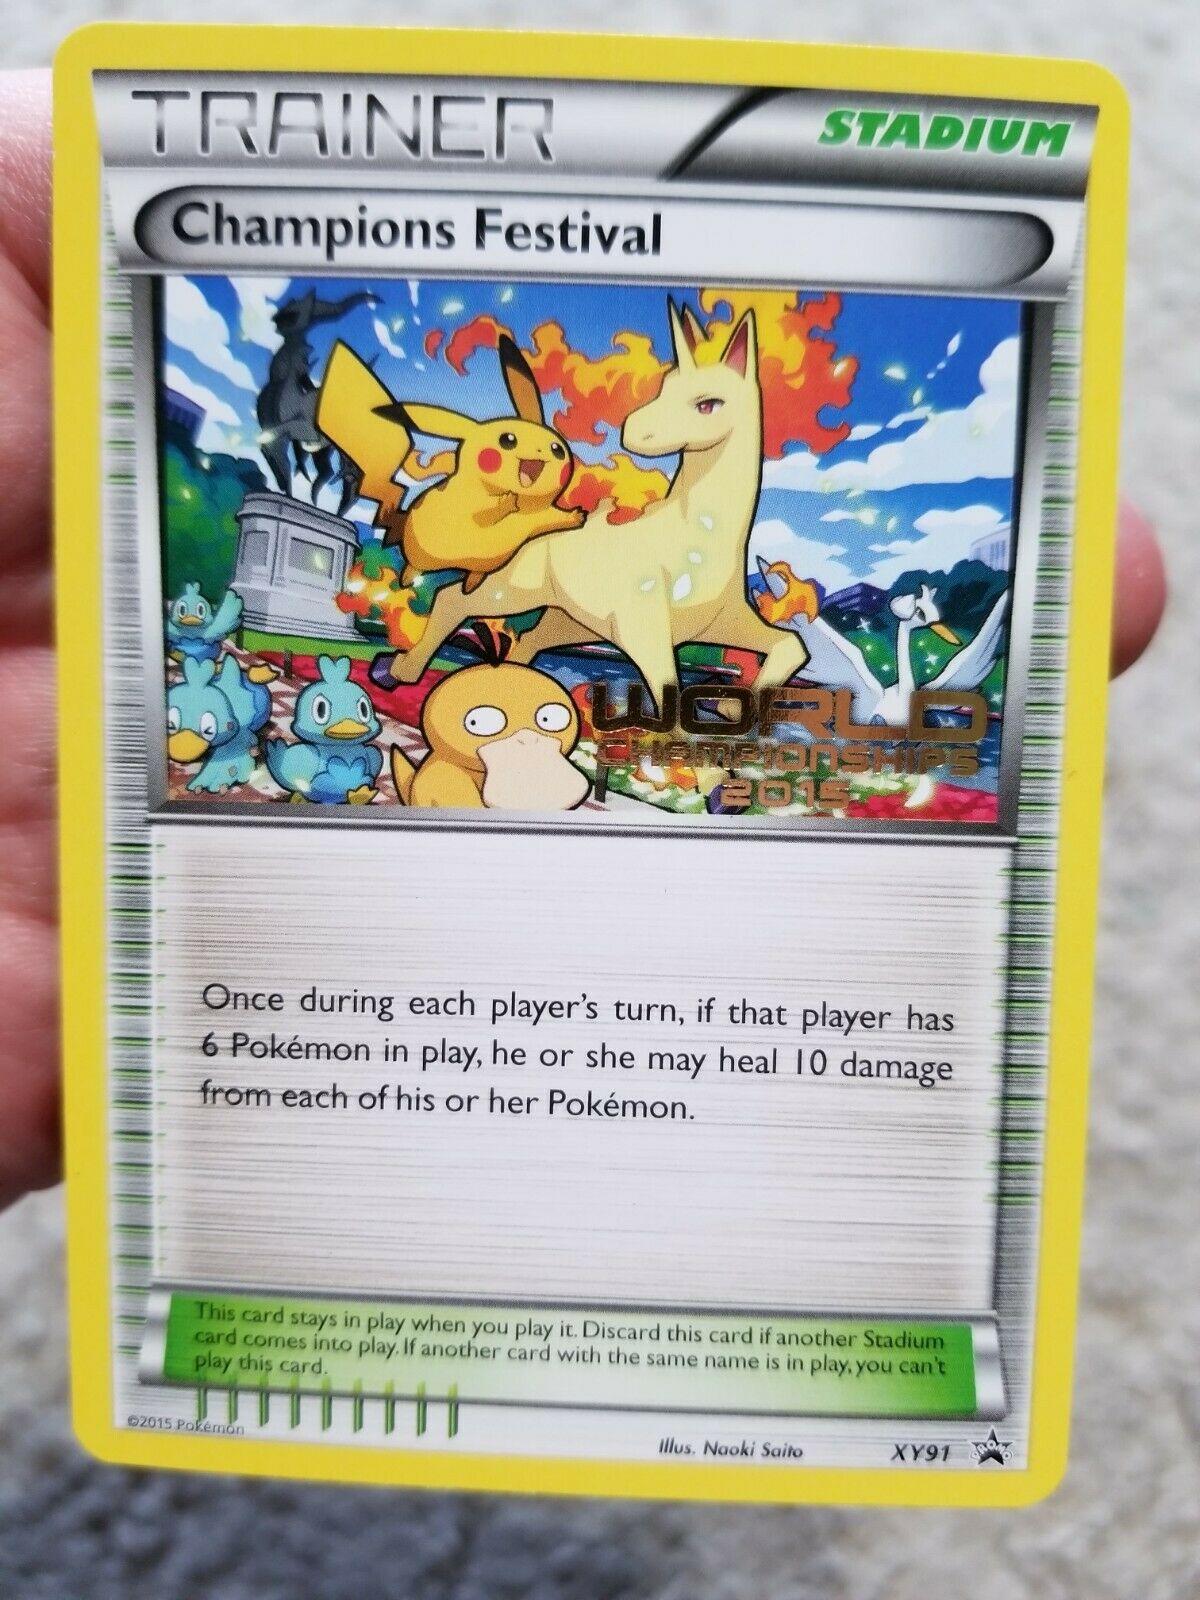 TRAINER
STADIUM
Champions Festival
WORLD
CHAMPIONSHIPS
2015
Once during each player's turn, if that player has
6 Pokémon in play, he or she may heal 10 damage
from each of his or her Pokémon.
This card stays in play when you play it. Discard this card if another Stadium
card comes into play. If another card with the same name is in play, you can't
play this card.
©2015 Pokémon
Illus. Naoki Saito
XY91
PROMO